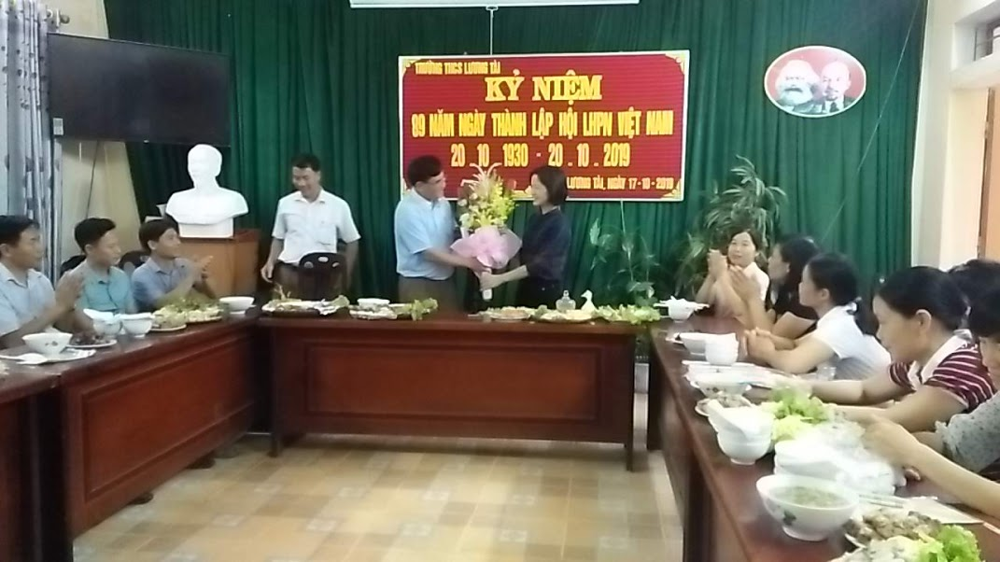 TRƯỜNG THCS LƯƠNG TÀI
KỶ NIỆM
89 NĂM NGÀY THÀNH LẬP HỘI LHPN VIỆT NAM
20 .. 10 .. 1930 - 20 .. 10 .. 2019
LƯƠNG TÀI, NGÀY 17-10-2019